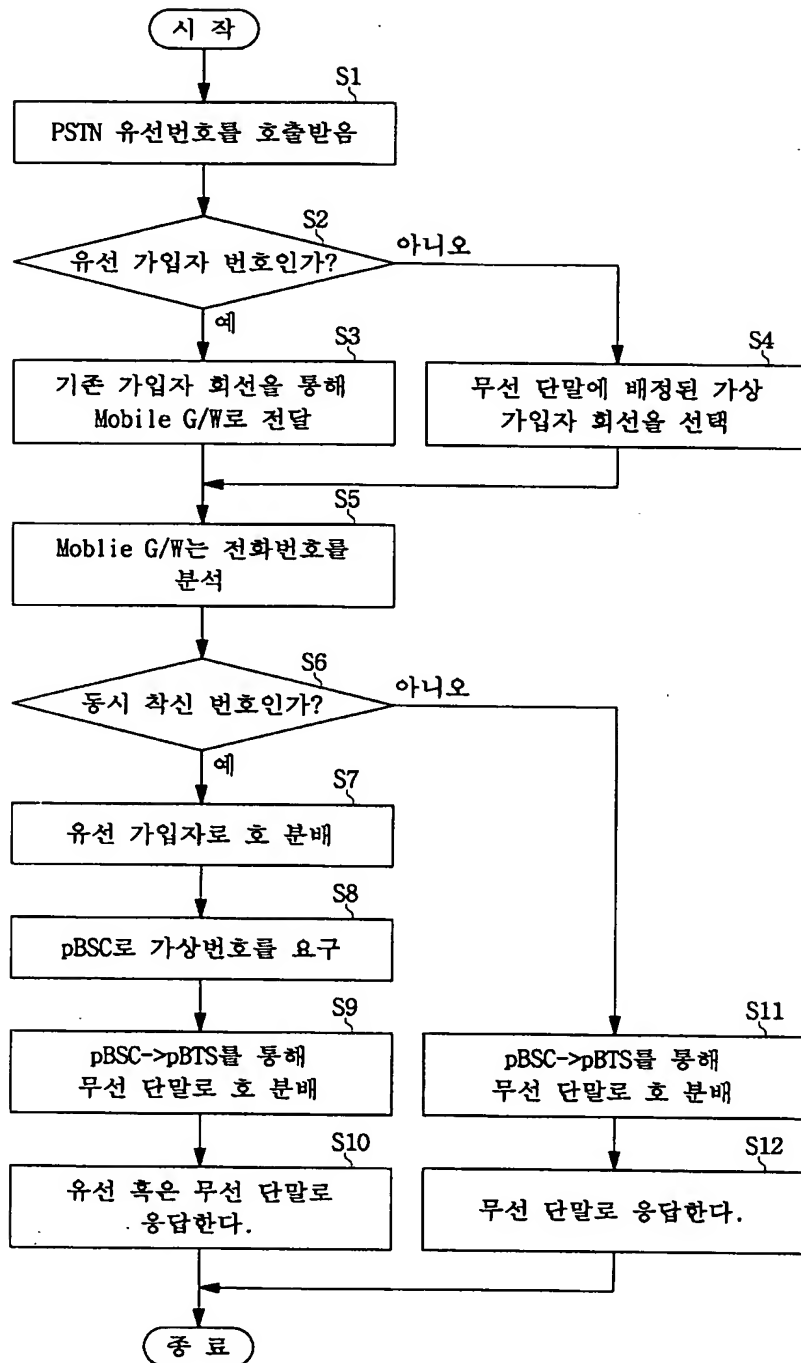 시 작
S1
PSTN 유선번호를 호출받음
S2
유선 가입자 번호인가?
아니오
예
S3
기존 가입자 회선을 통해
Mobile G/W로 전달
S4
무선 단말에 배정된 가상
가입자 회선을 선택
S5
Moblie G/W는 전화번호를
분석
S6
동시 착신 번호인가?
아니오
예
S7
유선 가입자로 호 분배
S8
pBSC로 가상번호를 요구
S9
pBSC->pBTS를 통해
무선 단말로 호 분배
S11
pBSC->pBTS를 통해
무선 단말로 호 분배
S10
유선 혹은 무선 단말로
응답한다.
S12
무선 단말로 응답한다.
종 료